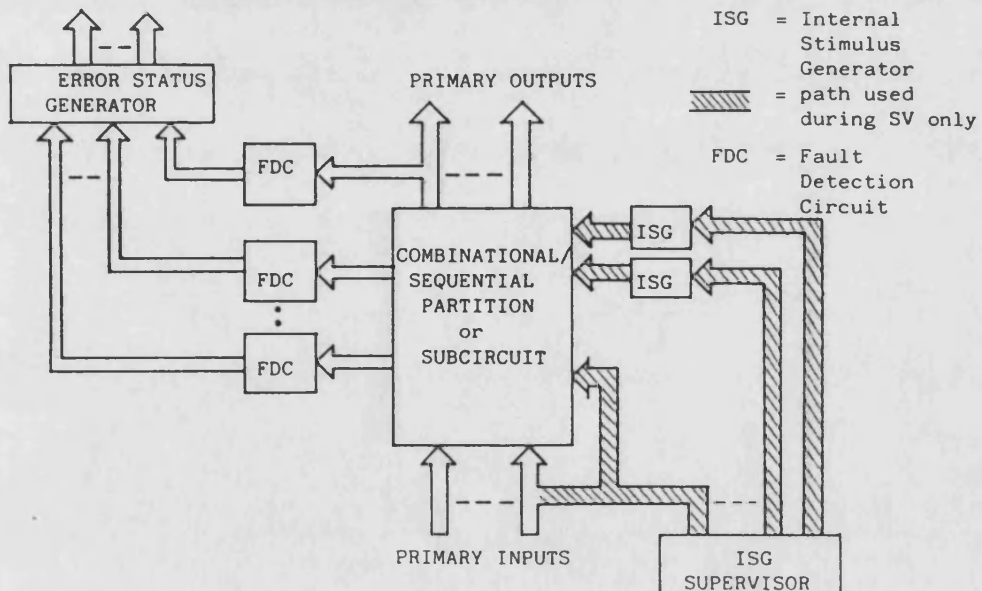 ERROR STATUS
GENERATOR
PRIMARY OUTPUTS
ISG = Internal
Stimulus
Generator
= path used
during SV only
FDC = Fault
Detection
Circuit
FDC
FDC
FDC
COMBINATIONAL/
SEQUENTIAL
PARTITION
or
SUBCIRCUIT
ISG
ISG
PRIMARY INPUTS
ISG
SUPERVISOR